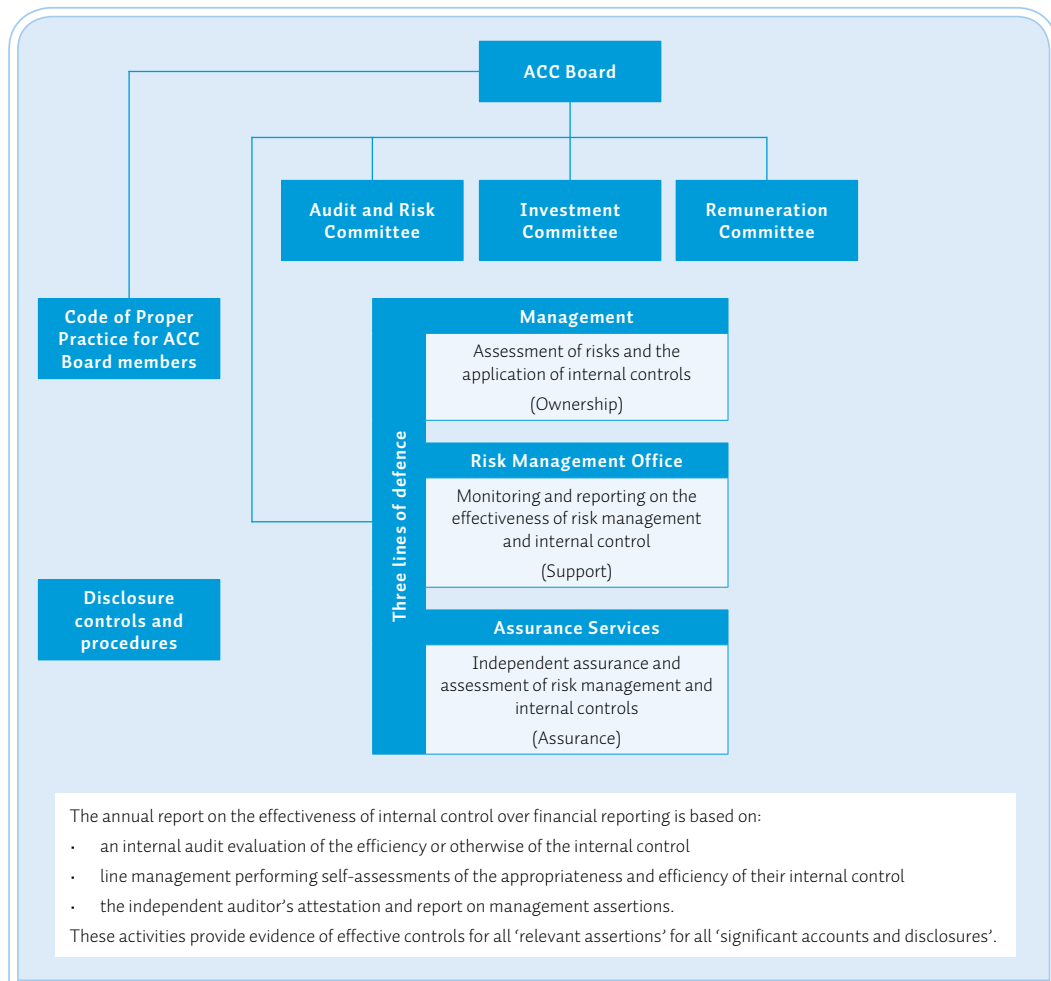 ACC Board
Audit and Risk
Committee
Investment
Committee
Remuneration
Committee
Code of Proper
Practice for ACC
Board members
Three lines of defence
Management
Assessment of risks and the
application of internal controls
(Ownership)
Risk Management Office
Monitoring and reporting on the
effectiveness of risk management
and internal control
(Support)
Disclosure
controls and
procedures
Assurance Services
Independent assurance and
assessment of risk management and
internal controls
(Assurance)
The annual report on the effectiveness of internal control over financial reporting is based on:
• an internal audit evaluation of the efficiency or otherwise of the internal control
• line management performing self-assessments of the appropriateness and efficiency of their internal control
• the independent auditor’s attestation and report on management assertions.
These activities provide evidence of effective controls for all ‘relevant assertions’ for all ‘significant accounts and disclosures’.